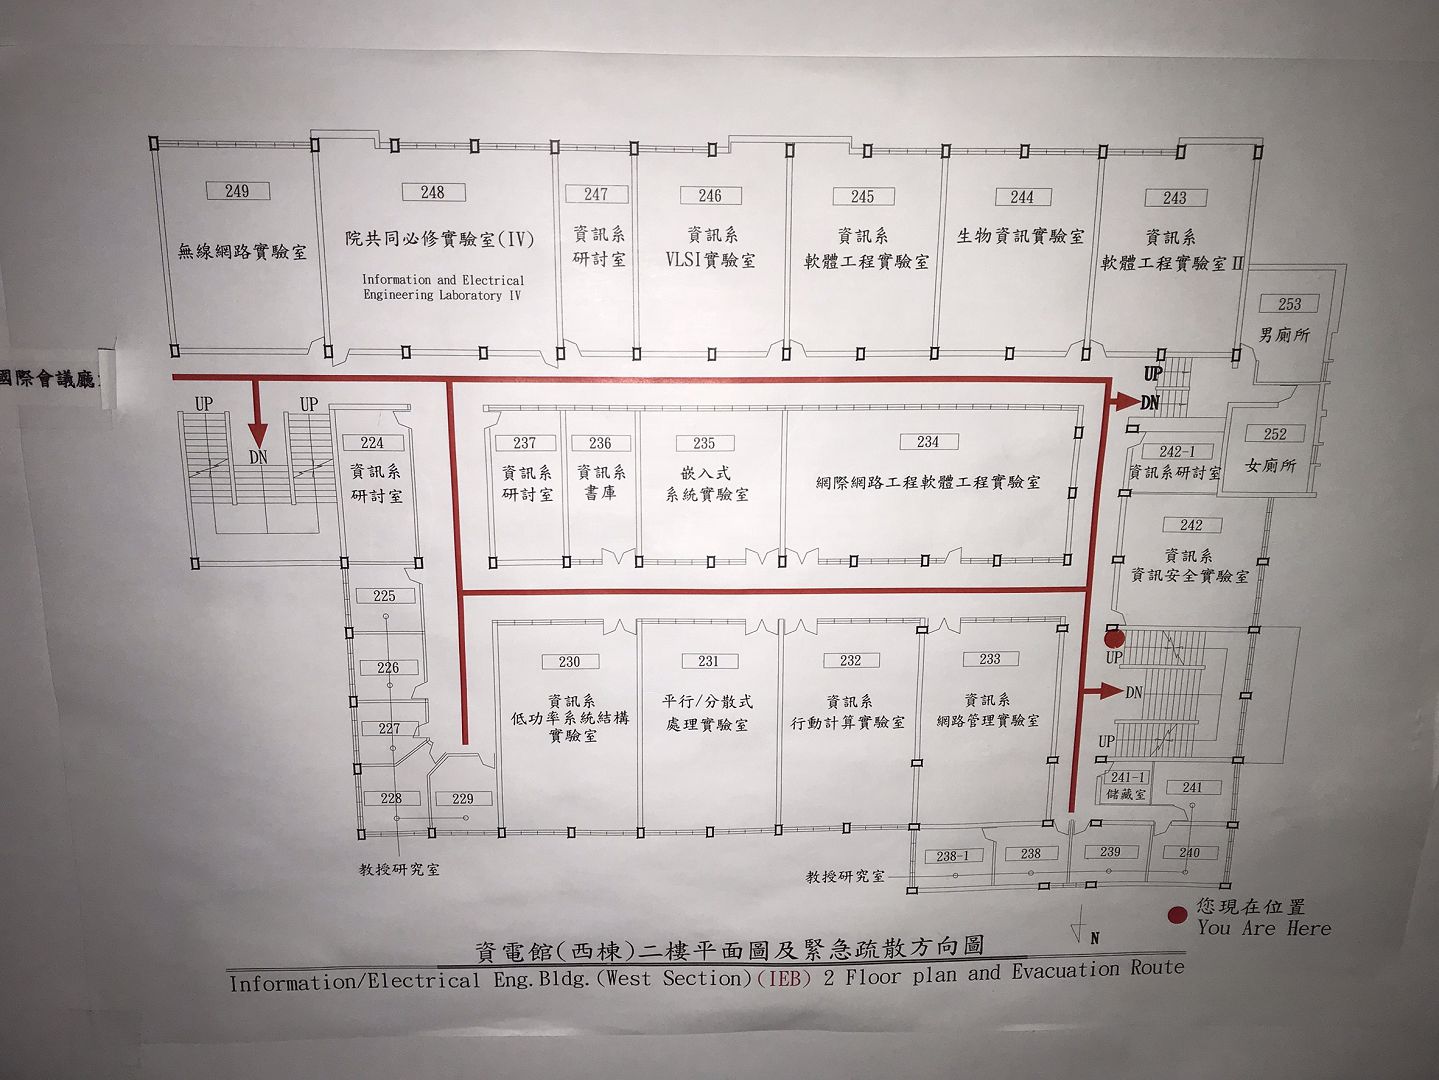 249
無線網路實驗室
248
院共同必修實驗室(IV)
Information and Electrical
Engineering Laboratory IV
247
資訊系
研討室
246
資訊系
VLSI實驗室
245
資訊系
軟體工程實驗室
244
生物資訊實驗室
243
資訊系
軟體工程實驗室II
253
男廁所
國際會議廳
UP
UP
DN
224
資訊系
研討室
237
資訊系
研討室
236
資訊系
書庫
235
嵌入式
系統實驗室
234
網際網路工程軟體工程實驗室
UP
DN
242-1
資訊系研討室
252
女廁所
242
資訊系
資訊安全實驗室
225
226
227
228
229
教授研究室
230
資訊系
低功率系統結構
實驗室
231
平行/分散式
處理實驗室
232
資訊系
行動計算實驗室
233
資訊系
網路管理實驗室
UP
DN
UP
241-1
儲藏室
241
238-1
238
239
240
教授研究室
N
您現在位置
You Are Here
資電館(西棟)二樓平面圖及緊急疏散方向圖
Information/Electrical Eng.Bldg.(West Section)(IEB) 2 Floor plan and Evacuation Route